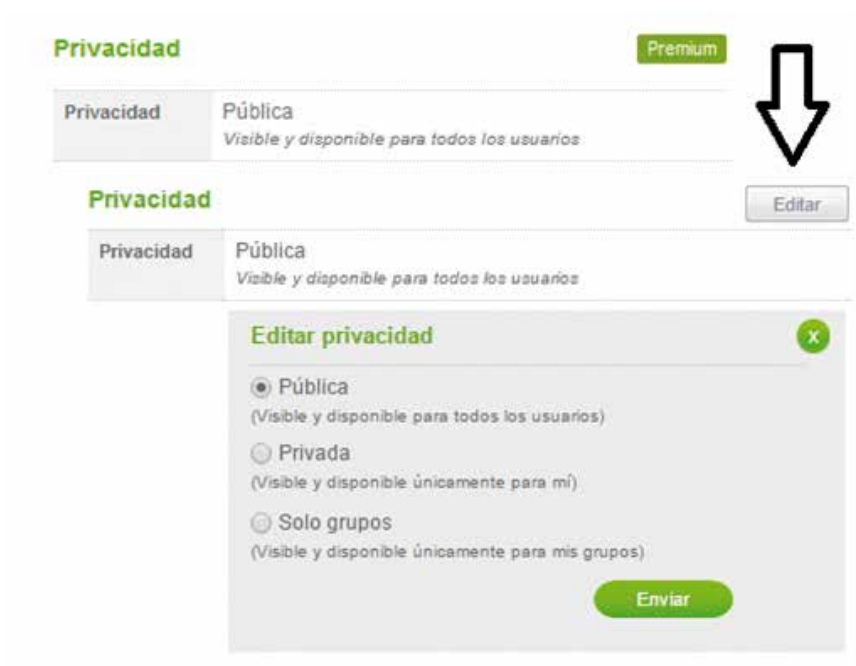 Privacidad
Premium
Privacidad
Pública
Visible y disponible para todos los usuarios
Privacidad
Editar
Privacidad
Pública
Visible y disponible para todos los usuarios
Editar privacidad
x
Pública
(Visible y disponible para todos los usuarios)
Privada
(Visible y disponible únicamente para mí)
Solo grupos
(Visible y disponible únicamente para mis grupos)
Enviar